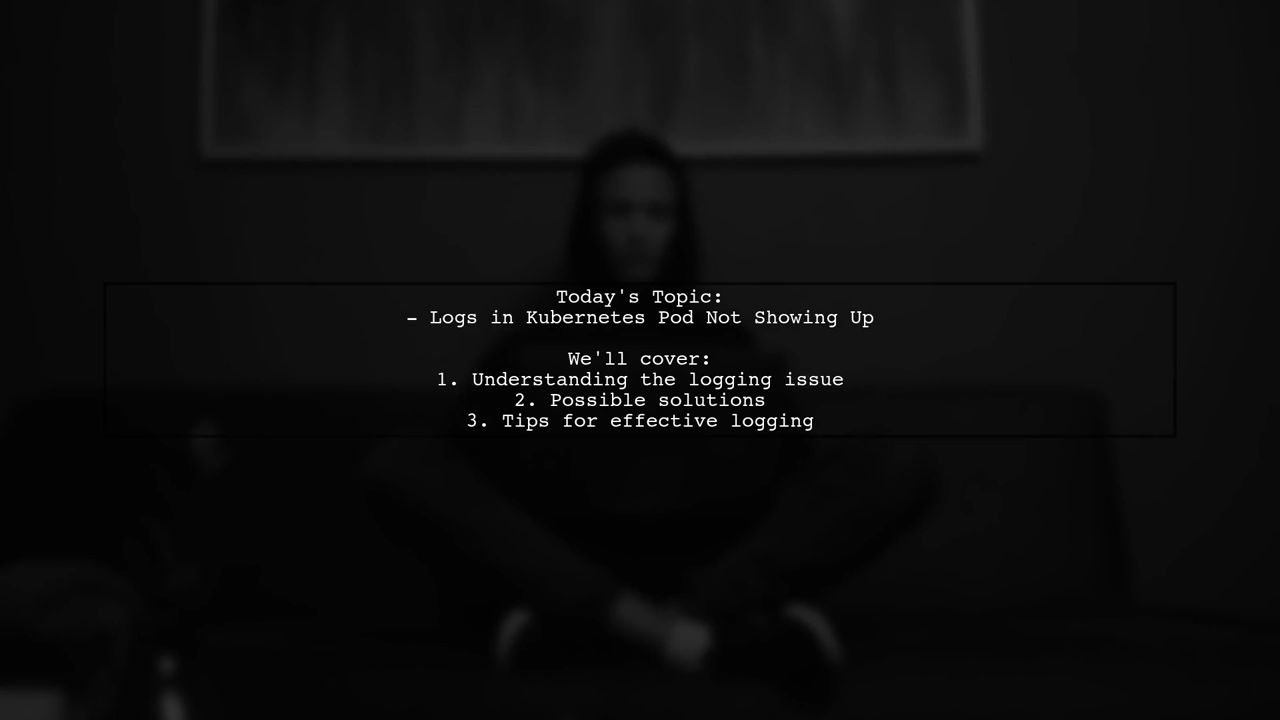 Today's Topic:
- Logs in Kubernetes Pod Not Showing Up
We'll cover:
1. Understanding the logging issue
2. Possible solutions
3. Tips for effective logging